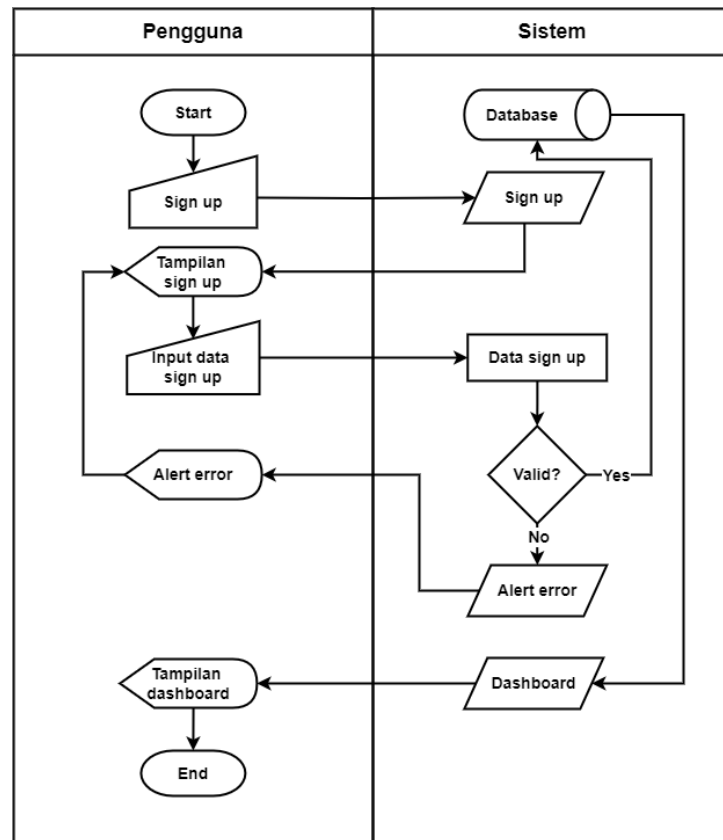 Pengguna
Sistem
Start
Database
Sign up
Sign up
Tampilan
sign up
Input data
sign up
Data sign up
Alert error
Valid?
Yes
No
Alert error
Tampilan
dashboard
Dashboard
End